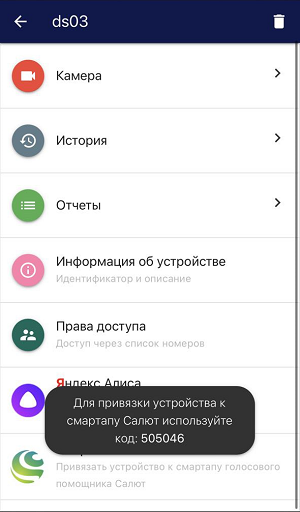 ds03
Камера
История
Отчеты
Информация об устройстве
Идентификатор и описание
Права доступа
Доступ через список номеров
Яндекс Алиса
Для привязки устройства к
смартапу Салют используйте
код: 505046
Привязать устройство к смартапу голосового
помощника Салют